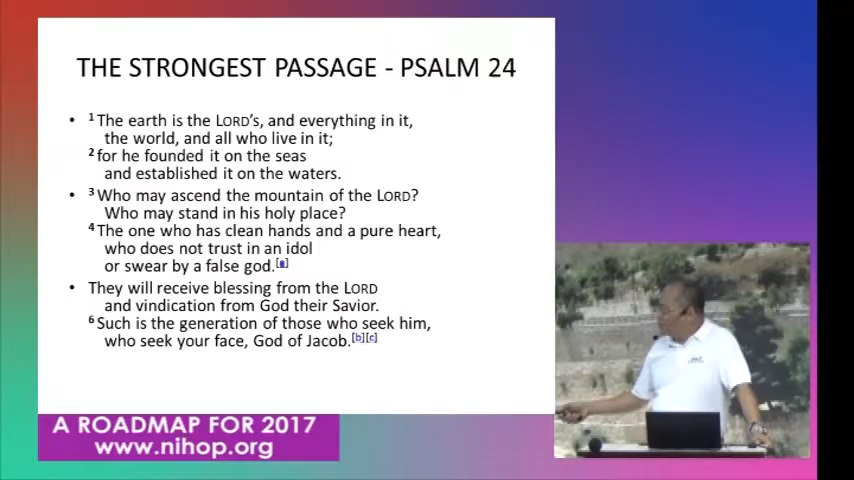 THE STRONGEST PASSAGE - PSALM 24
• ¹ The earth is the LORD's, and everything in it,
the world, and all who live in it;
² for he founded it on the seas
and established it on the waters.
• ³ Who may ascend the mountain of the LORD?
Who may stand in his holy place?
⁴ The one who has clean hands and a pure heart,
who does not trust in an idol
or swear by a false god.[a]
• They will receive blessing from the LORD
and vindication from God their Savior.
⁶ Such is the generation of those who seek him,
who seek your face, God of Jacob.[b][c]
A ROADMAP FOR 2017
www.nihop.org